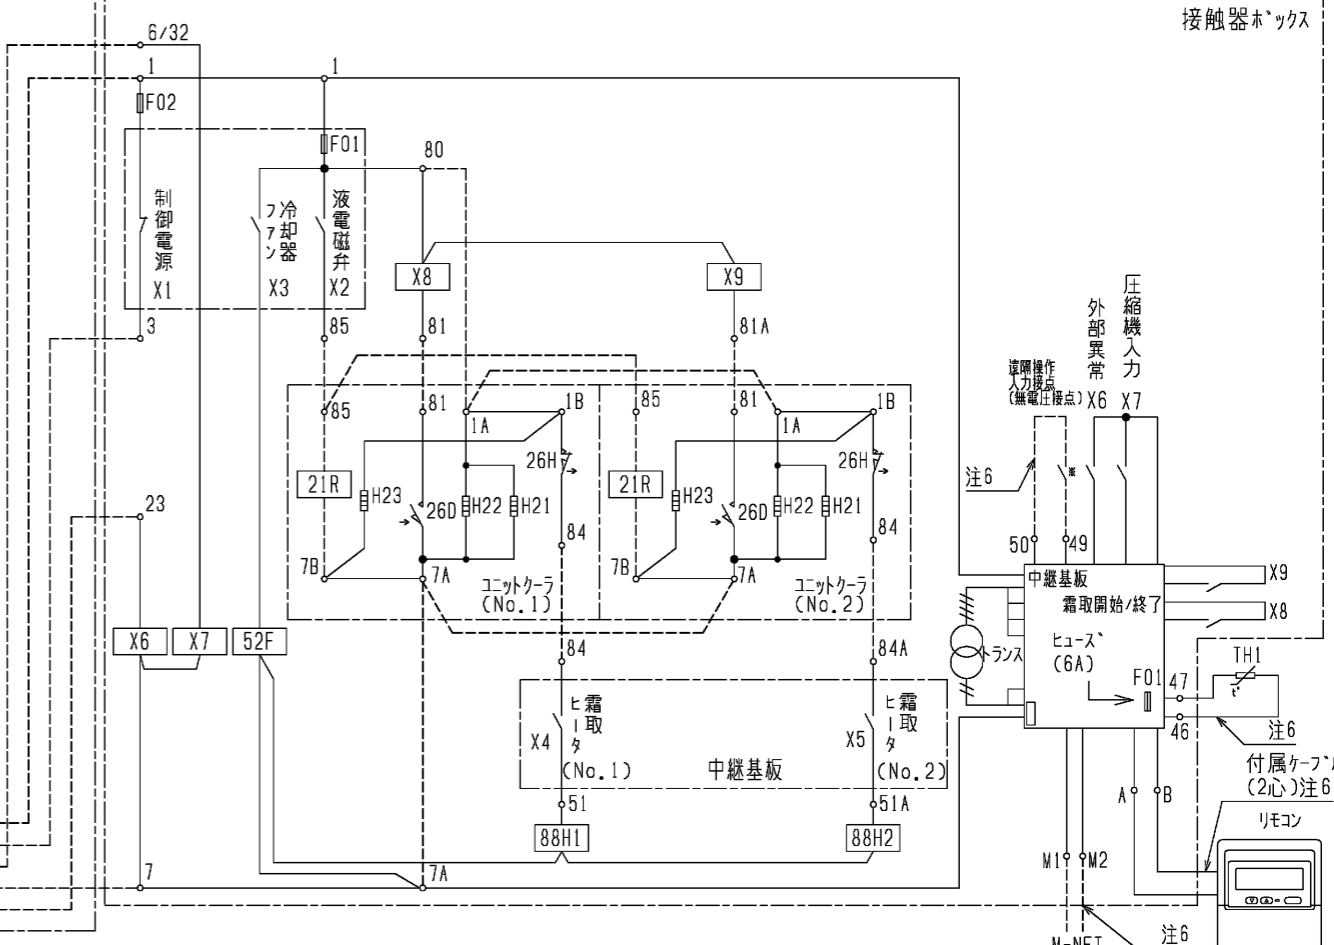 接触器ボックス
6/32
1
1
F02
F01
80
制御電源
X1
冷却器
ファン
X3
液電磁弁
X2
X8
X9
3
85
81
81A
圧縮機入力
X7
外部異常
X6
遠隔操作
入力接点
(無電圧接点)
85
81
1A
1B
85
81
1A
1B
21R
H23
26D
H22
H21
26H
21R
H23
26D
H22
H21
26H
※
注6
23
84
84
50
49
7B
7A
ユニットクーラ
(No.1)
7B
7A
ユニットクーラ
(No.2)
中継基板
霜取開始/終了
ヒューズ
(6A)
F01
X9
X8
トランス
X6
X7
52F
84
84A
47
46
TH1
t°
注6
X4
霜取
ヒータ
(No.1)
中継基板
X5
霜取
ヒータ
(No.2)
付属ケーブル
(2心)注6
51
51A
A
B
リモコン
88H1
88H2
7
7A
M1
M2
注6
M-NET